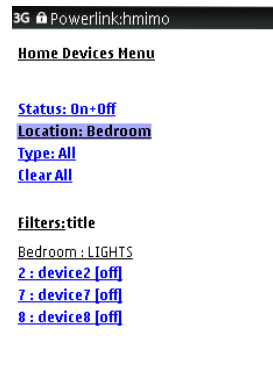 3G Powerlink:hmimo
Home Devices Menu
Status: On+Off
Location: Bedroom
Type: All
Clear All
Filters:title
Bedroom : LIGHTS
2 : device2 [off]
7 : device7 [off]
8 : device8 [off]